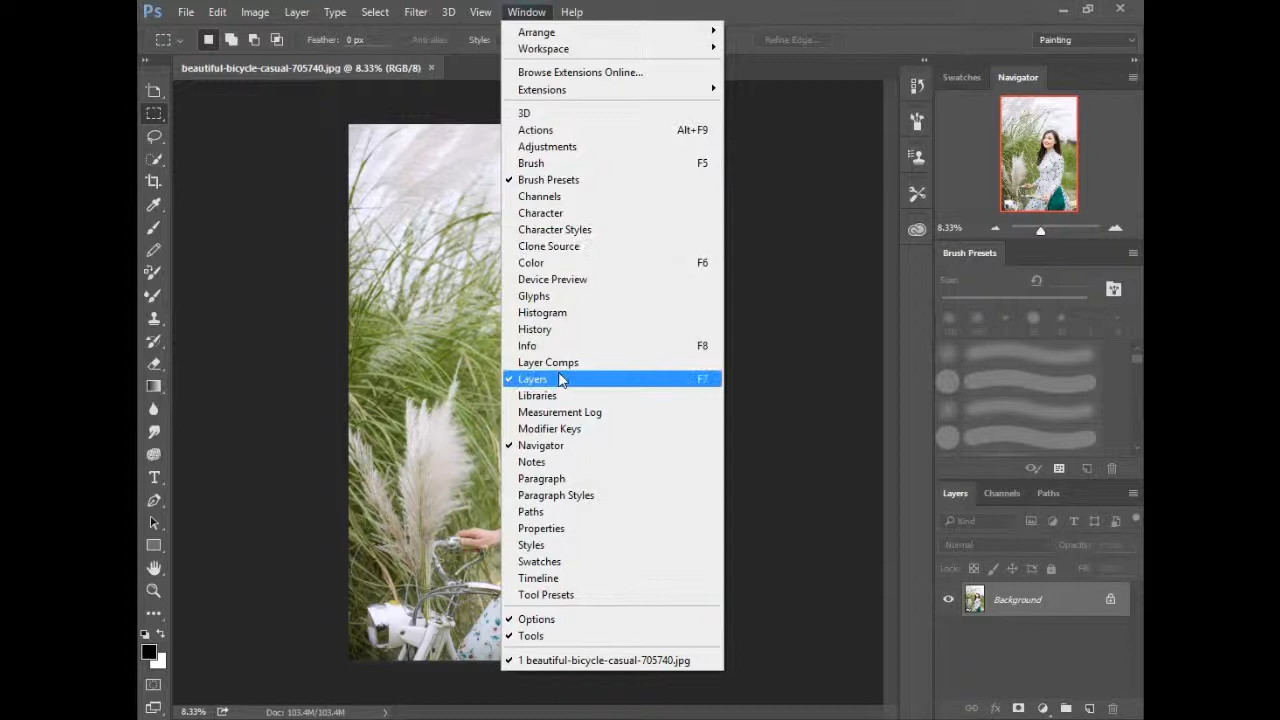 Ps File Edit Image Layer Type Select Filter 3D View Window Help
Feather: 0 px Anti-alias Style: Refine Edge... Painting
beautiful-bicycle-casual-705740.jpg @ 8.33% (RGB/8) ×
Arrange
Workspace
Browse Extensions Online...
Extensions
3D
Actions Alt+F9
Adjustments
Brush F5
Brush Presets
Channels
Character
Character Styles
Clone Source
Color F6
Device Preview
Glyphs
Histogram
History
Info F8
Layer Comps
Layers F7
Libraries
Measurement Log
Modifier Keys
Navigator
Notes
Paragraph
Paragraph Styles
Paths
Properties
Styles
Swatches
Timeline
Tool Presets
Options
Tools
1 beautiful-bicycle-casual-705740.jpg
Swatches Navigator
8.33%
Brush Presets
Size:
Layers Channels Paths
Kind
Normal Opacity:
Lock: Fill:
Background
8.33% Doc: 103.4M/103.4M